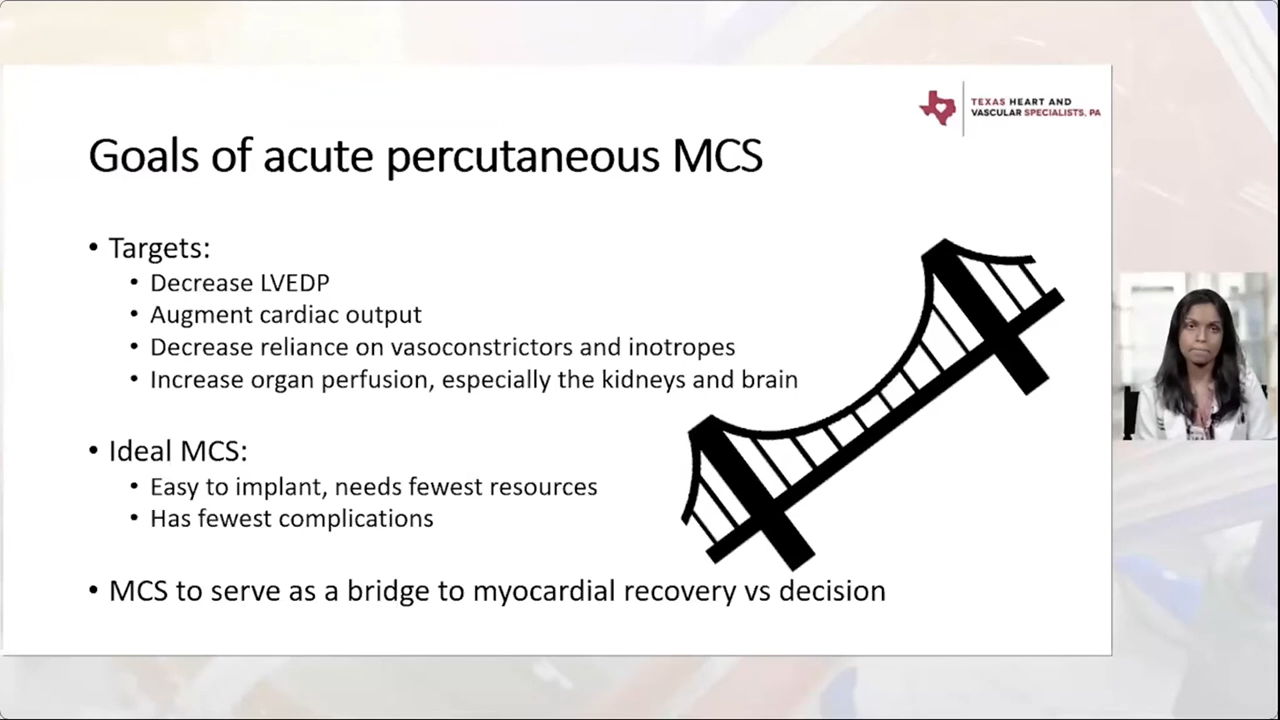 TEXAS HEART AND
VASCULAR SPECIALISTS, PA
Goals of acute percutaneous MCS
• Targets:
• Decrease LVEDP
• Augment cardiac output
• Decrease reliance on vasoconstrictors and inotropes
• Increase organ perfusion, especially the kidneys and brain
• Ideal MCS:
• Easy to implant, needs fewest resources
• Has fewest complications
• MCS to serve as a bridge to myocardial recovery vs decision